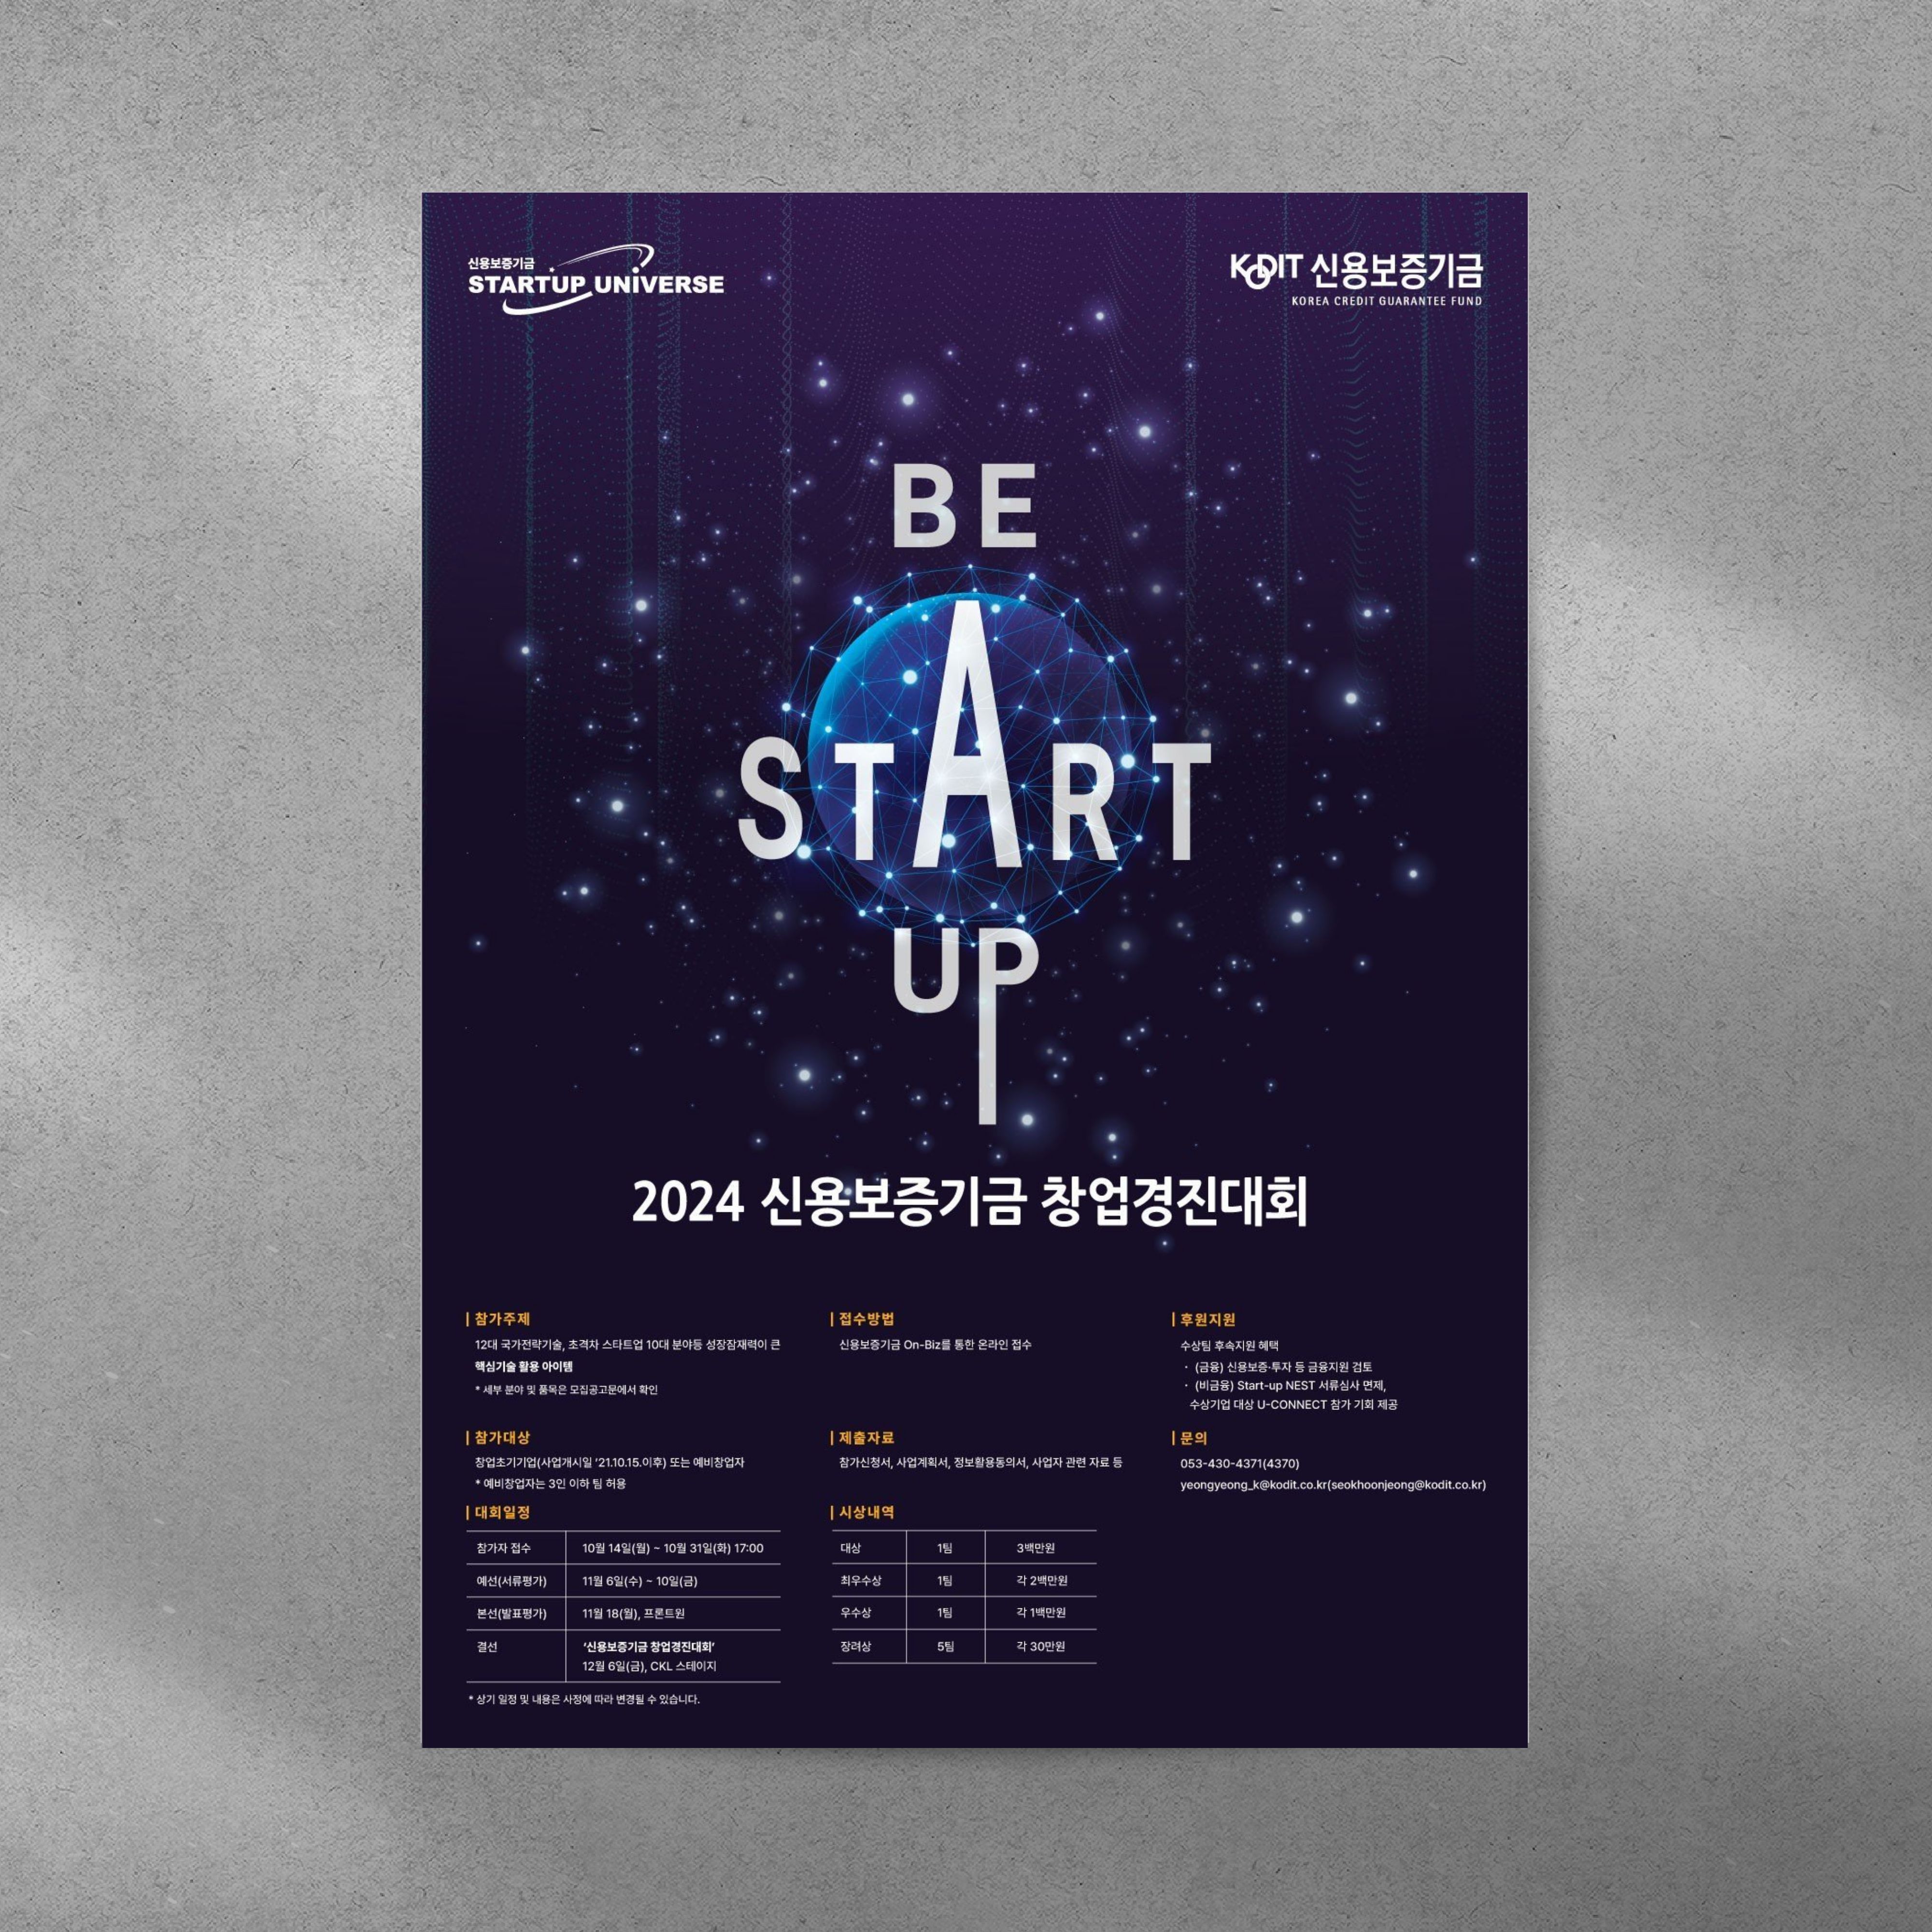 신용보증기금
STARTUP UNIVERSE
KODIT 신용보증기금
KOREA CREDIT GUARANTEE FUND
BE
A
START
UP
2024 신용보증기금 창업경진대회
참가주제
12대 국가전략기술, 초격차 스타트업 10대 분야등 성장잠재력이 큰
핵심기술 활용 아이템
* 세부 분야 및 품목은 모집공고문에서 확인
접수방법
신용보증기금 On-Biz를 통한 온라인 접수
후원지원
수상팀 후속지원 혜택
· (금융) 신용보증·투자 등 금융지원 검토
· (비금융) Start-up NEST 서류심사 면제,
수상기업 대상 U-CONNECT 참가 기회 제공
참가대상
창업초기기업(사업개시일 '21.10.15.이후) 또는 예비창업자
* 예비창업자는 3인 이하 팀 허용
제출자료
참가신청서, 사업계획서, 정보활용동의서, 사업자 관련 자료 등
문의
053-430-4371(4370)
yeongyeong_k@kodit.co.kr(seokhoonjeong@kodit.co.kr)
대회일정
참가자 접수 10월 14일(월) ~ 10월 31일(화) 17:00
예선(서류평가) 11월 6일(수) ~ 10일(금)
본선(발표평가) 11월 18(월), 프론트원
결선 '신용보증기금 창업경진대회'
12월 6일(금), CKL 스테이지
* 상기 일정 및 내용은 사정에 따라 변경될 수 있습니다.
시상내역
대상 1팀 3백만원
최우수상 1팀 각 2백만원
우수상 1팀 각 1백만원
장려상 5팀 각 30만원